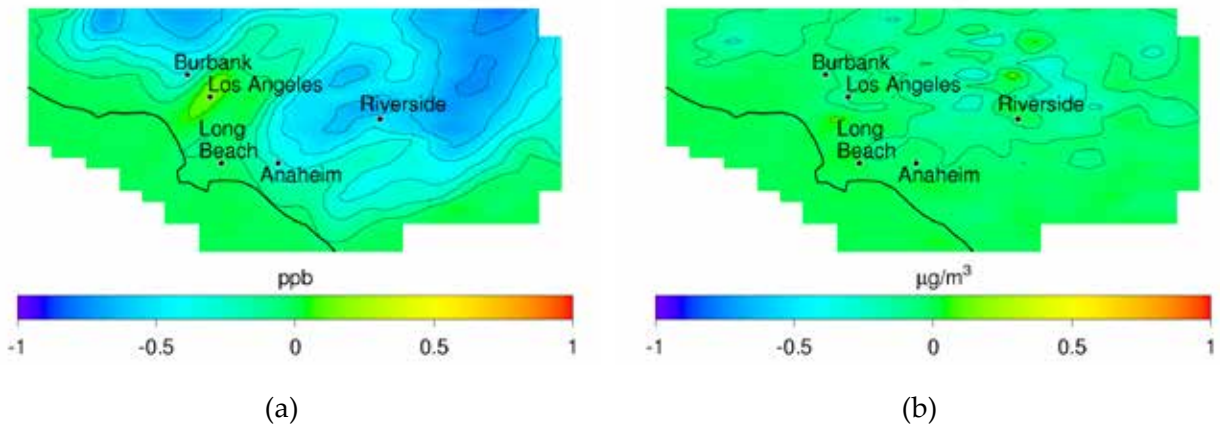 Burbank
Los Angeles
Riverside
Long
Beach
Anaheim
ppb
-1 -0.5 0 0.5 1
(a)
Burbank
Los Angeles
Riverside
Long
Beach
Anaheim
μg/m³
-1 -0.5 0 0.5 1
(b)